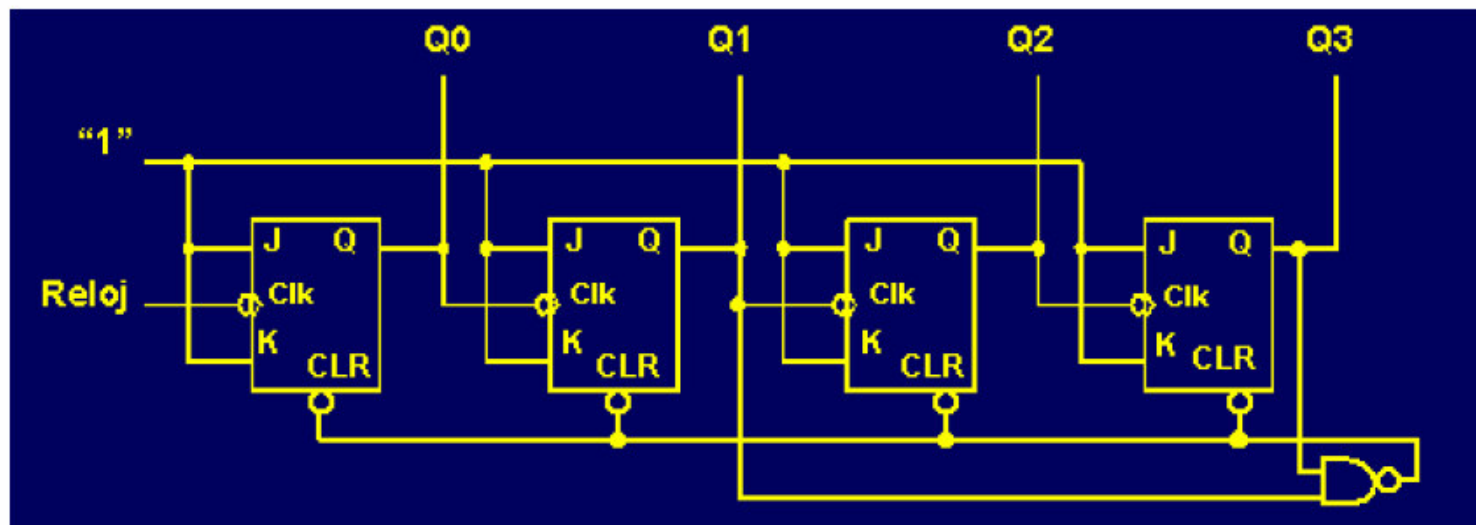 Q0 Q1 Q2 Q3
“1”
J Q J Q J Q J Q
Reloj Clk Clk Clk Clk
K K K K
CLR CLR CLR CLR